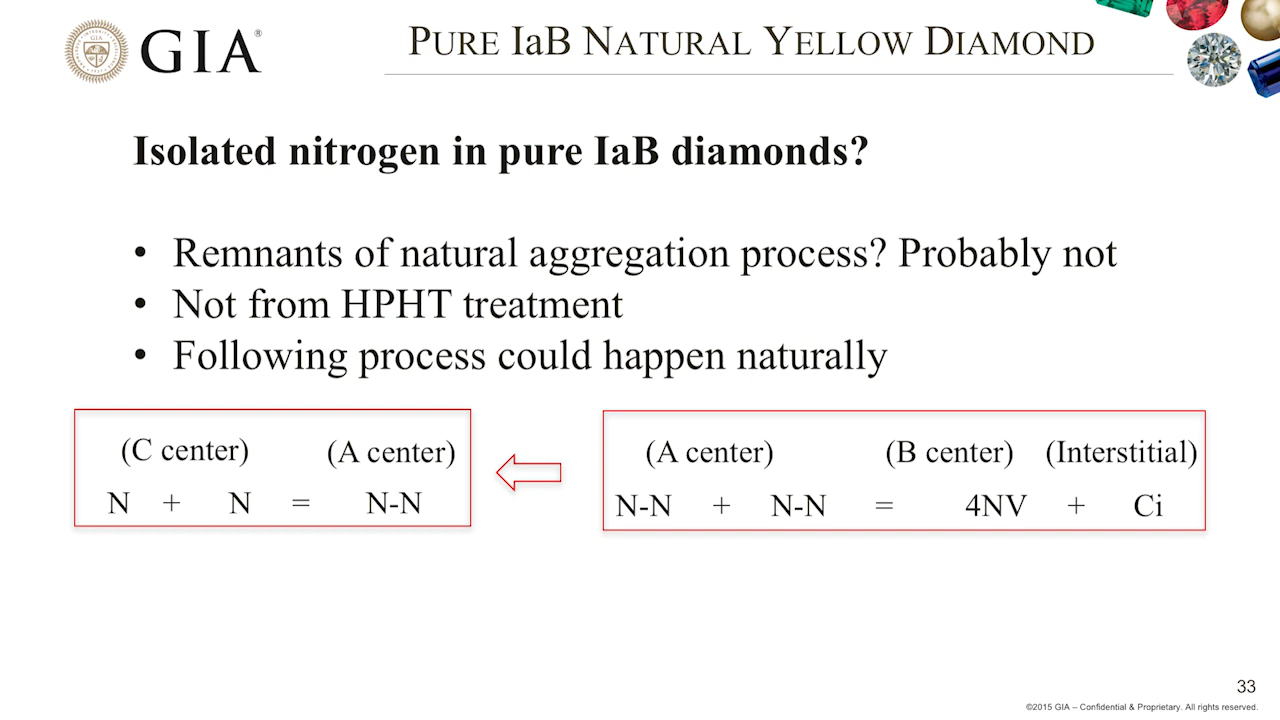 GIA®
PURE IaB NATURAL YELLOW DIAMOND
Isolated nitrogen in pure IaB diamonds?
• Remnants of natural aggregation process? Probably not
• Not from HPHT treatment
• Following process could happen naturally
(C center) (A center)
N + N = N-N
(A center) (B center) (Interstitial)
N-N + N-N = 4NV + Ci
33
©2015 GIA – Confidential & Proprietary. All rights reserved.